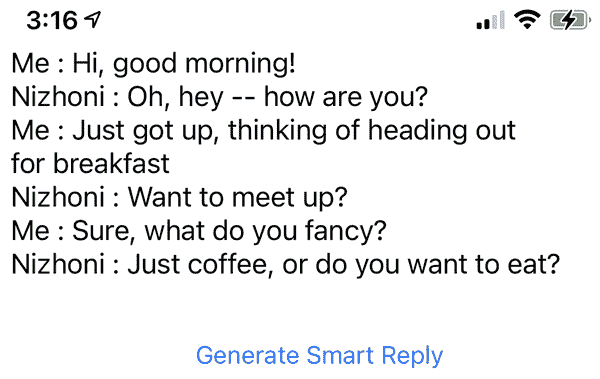 3:16
Me : Hi, good morning!
Nizhoni : Oh, hey -- how are you?
Me : Just got up, thinking of heading out
for breakfast
Nizhoni : Want to meet up?
Me : Sure, what do you fancy?
Nizhoni : Just coffee, or do you want to eat?
Generate Smart Reply